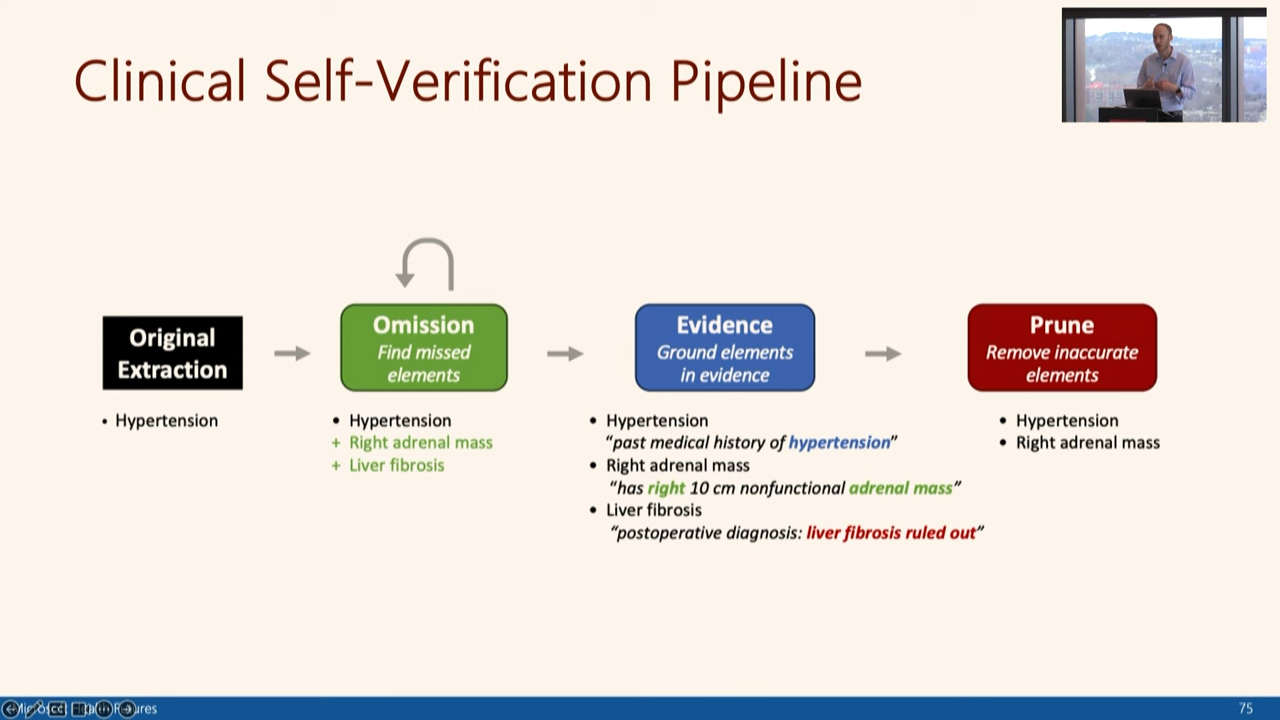 Clinical Self-Verification Pipeline
Original
Extraction
• Hypertension
Omission
Find missed
elements
• Hypertension
+ Right adrenal mass
+ Liver fibrosis
Evidence
Ground elements
in evidence
• Hypertension
“past medical history of hypertension”
• Right adrenal mass
“has right 10 cm nonfunctional adrenal mass”
• Liver fibrosis
“postoperative diagnosis: liver fibrosis ruled out”
Prune
Remove inaccurate
elements
• Hypertension
• Right adrenal mass
75